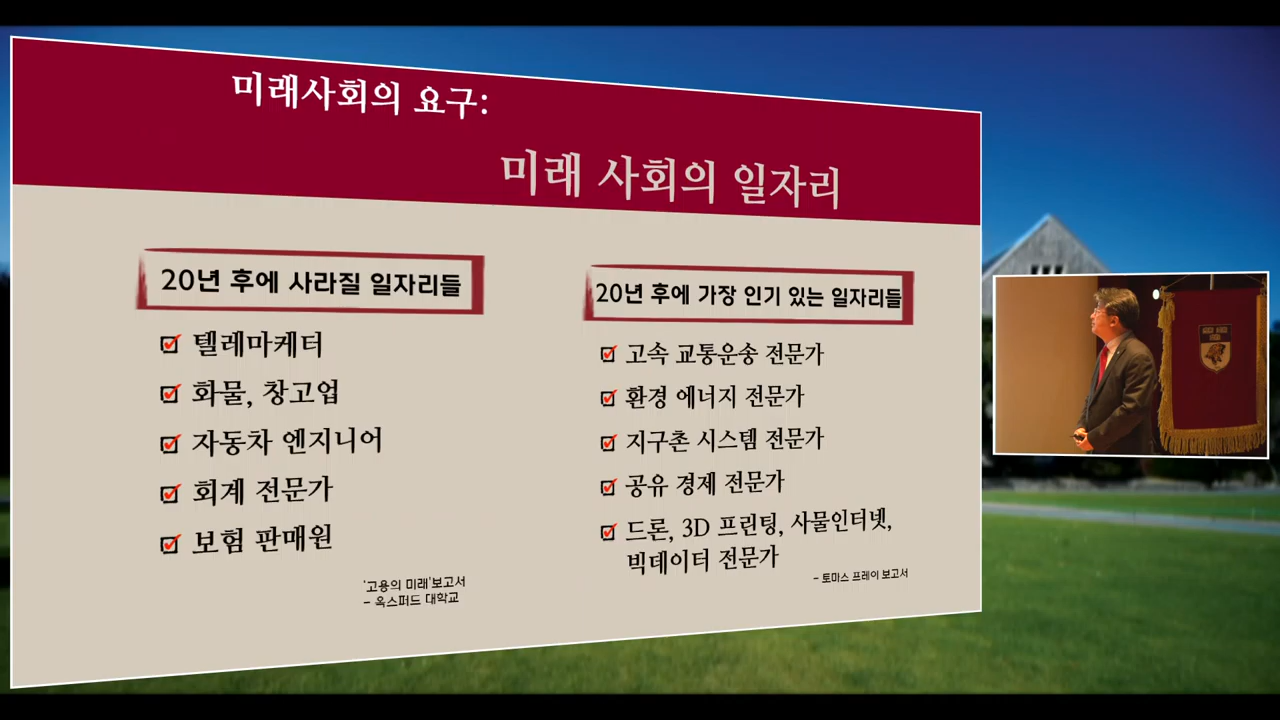 미래사회의 요구:
미래 사회의 일자리
20년 후에 사라질 일자리들
텔레마케터
화물, 창고업
자동차 엔지니어
회계 전문가
보험 판매원
'고용의 미래'보고서
- 옥스퍼드 대학교
20년 후에 가장 인기 있는 일자리들
고속 교통운송 전문가
환경 에너지 전문가
지구촌 시스템 전문가
공유 경제 전문가
드론, 3D 프린팅, 사물인터넷,
빅데이터 전문가
- 토마스 프레이 보고서